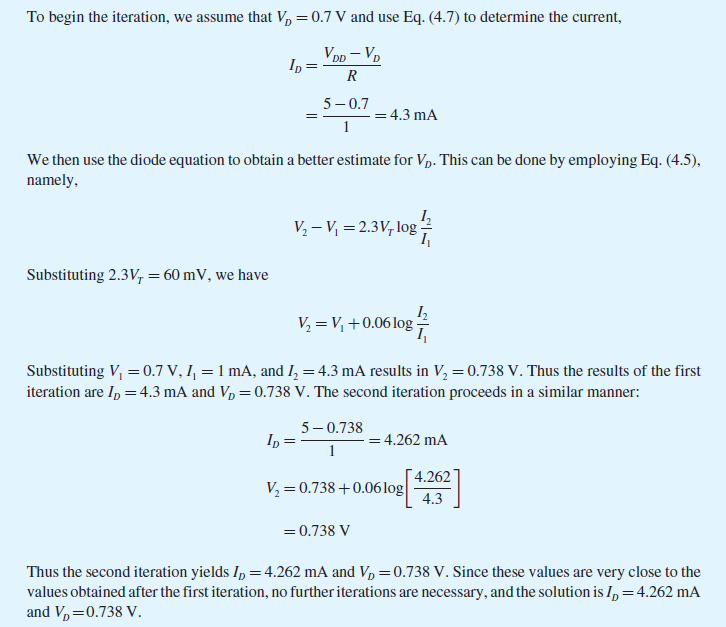 To begin the iteration, we assume that V_D = 0.7 V and use Eq. (4.7) to determine the current,
I_D = (V_DD − V_D) / R
= (5 − 0.7) / 1 = 4.3 mA
We then use the diode equation to obtain a better estimate for V_D. This can be done by employing Eq. (4.5),
namely,
V_2 − V_1 = 2.3V_T log I_2 / I_1
Substituting 2.3V_T = 60 mV, we have
V_2 = V_1 + 0.06 log I_2 / I_1
Substituting V_1 = 0.7 V, I_1 = 1 mA, and I_2 = 4.3 mA results in V_2 = 0.738 V. Thus the results of the first
iteration are I_D = 4.3 mA and V_D = 0.738 V. The second iteration proceeds in a similar manner:
I_D = (5 − 0.738) / 1 = 4.262 mA
V_2 = 0.738 + 0.06 log [4.262 / 4.3]
= 0.738 V
Thus the second iteration yields I_D = 4.262 mA and V_D = 0.738 V. Since these values are very close to the
values obtained after the first iteration, no further iterations are necessary, and the solution is I_D = 4.262 mA
and V_D = 0.738 V.